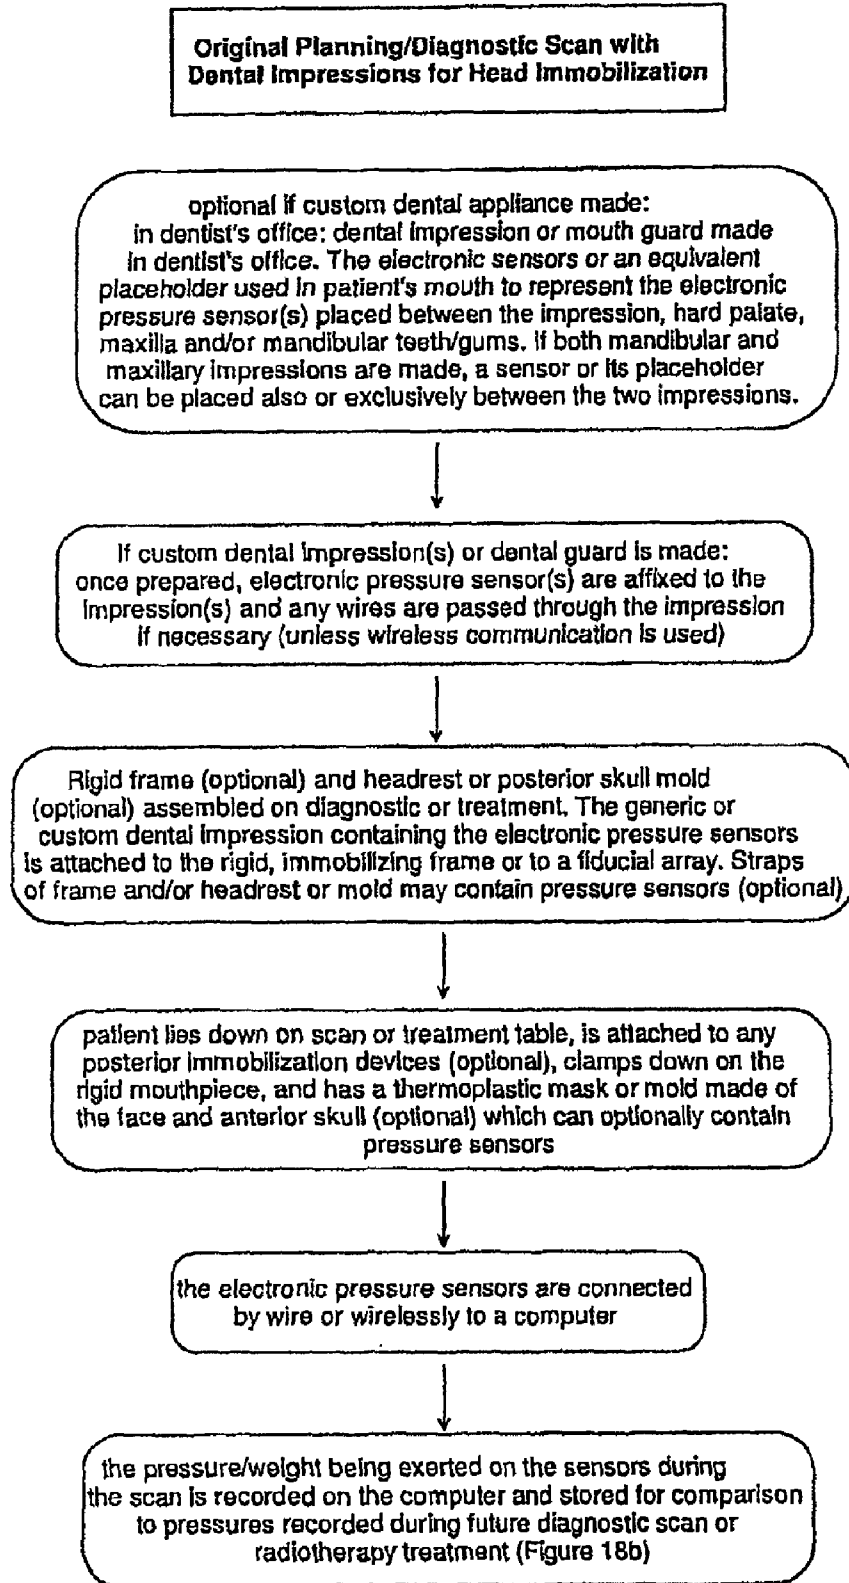 Original Planning/Diagnostic Scan with
Dental Impressions for Head Immobilization
optional if custom dental appliance made:
in dentist's office: dental impression or mouth guard made
in dentist's office. The electronic sensors or an equivalent
placeholder used in patient's mouth to represent the electronic
pressure sensor(s) placed between the impression, hard palate,
maxilla and/or mandibular teeth/gums. If both mandibular and
maxillary impressions are made, a sensor or its placeholder
can be placed also or exclusively between the two impressions.
If custom dental impression(s) or dental guard is made:
once prepared, electronic pressure sensor(s) are affixed to the
impression(s) and any wires are passed through the impression
if necessary (unless wireless communication is used)
Rigid frame (optional) and headrest or posterior skull mold
(optional) assembled on diagnostic or treatment. The generic or
custom dental impression containing the electronic pressure sensors
is attached to the rigid, immobilizing frame or to a fiducial array. Straps
of frame and/or headrest or mold may contain pressure sensors (optional)
patient lies down on scan or treatment table, is attached to any
posterior immobilization devices (optional), clamps down on the
rigid mouthpiece, and has a thermoplastic mask or mold made of
the face and anterior skull (optional) which can optionally contain
pressure sensors
the electronic pressure sensors are connected
by wire or wirelessly to a computer
the pressure/weight being exerted on the sensors during
the scan is recorded on the computer and stored for comparison
to pressures recorded during future diagnostic scan or
radiotherapy treatment (Figure 18b)